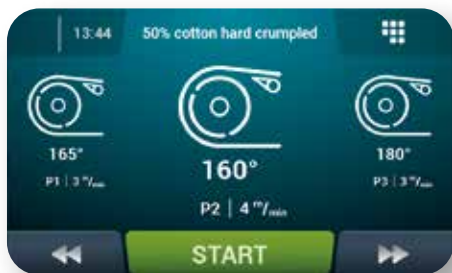 13:44 50% cotton hard crumpled
165°
160°
180°
P1 | 3 m/min
P2 | 4 m/min
P3 | 3 m/min
START